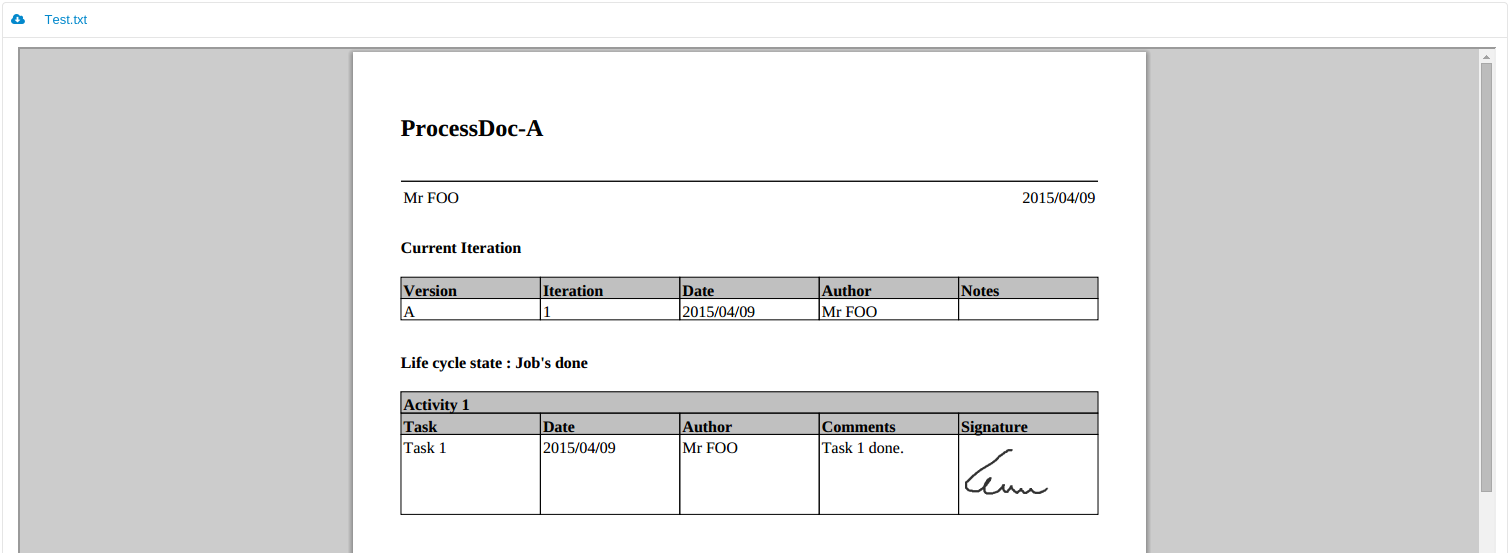 Test.txt
ProcessDoc-A
Mr FOO 2015/04/09
Current Iteration
Version Iteration Date Author Notes
A 1 2015/04/09 Mr FOO
Life cycle state : Job's done
Activity 1
Task Date Author Comments Signature
Task 1 2015/04/09 Mr FOO Task 1 done.